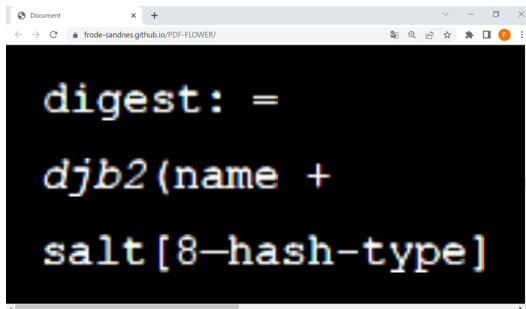 Document
frode-sandnes.github.io/PDF-FLOWER/
F
digest: =
djb2(name +
salt[8—hash-type]